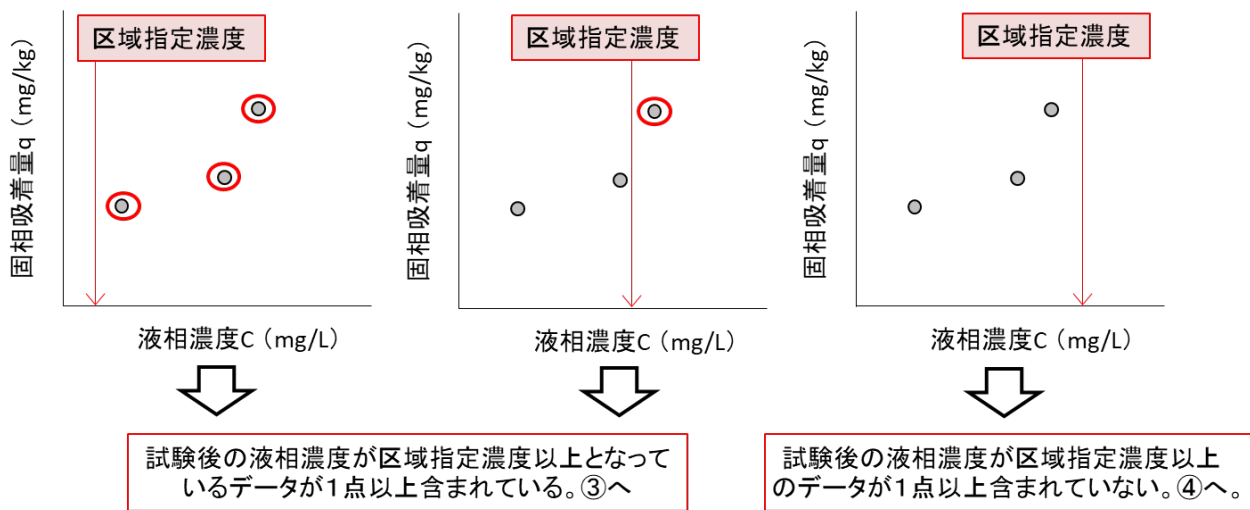 区域指定濃度
固相吸着量q（mg/kg）
液相濃度C（mg/L）
区域指定濃度
固相吸着量q（mg/kg）
液相濃度C（mg/L）
区域指定濃度
固相吸着量q（mg/kg）
液相濃度C（mg/L）
試験後の液相濃度が区域指定濃度以上となって
いるデータが1点以上含まれている。③へ
試験後の液相濃度が区域指定濃度以上
のデータが1点以上含まれていない。④へ。